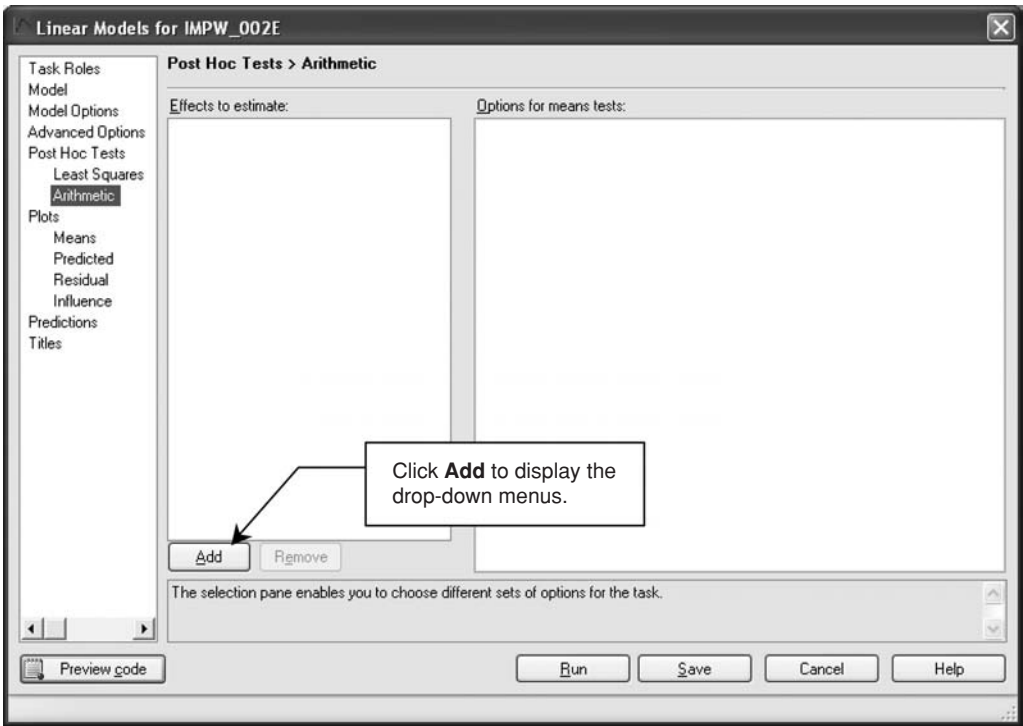 Linear Models for IMPW_002E
Task Roles
Model
Model Options
Advanced Options
Post Hoc Tests
Least Squares
Arithmetic
Plots
Means
Predicted
Residual
Influence
Predictions
Titles
Post Hoc Tests > Arithmetic
Effects to estimate:
Options for means tests:
Click Add to display the
drop-down menus.
Add
Remove
The selection pane enables you to choose different sets of options for the task.
Preview code
Run
Save
Cancel
Help